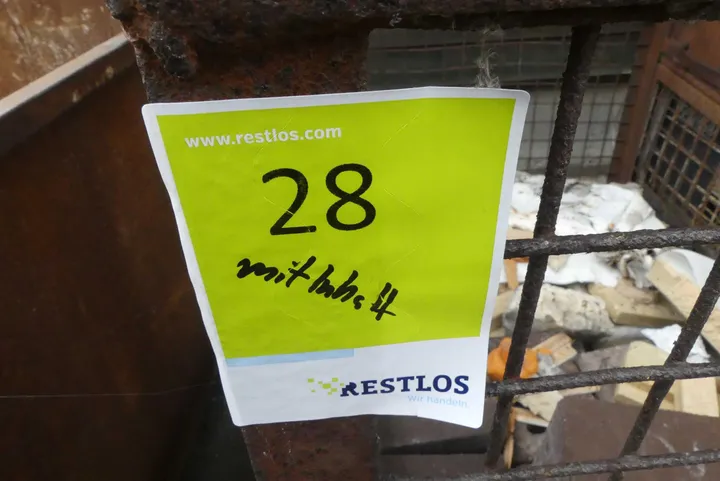 www.restlos.com
28
mit Inhalt
RESTLOS
Wir handeln.